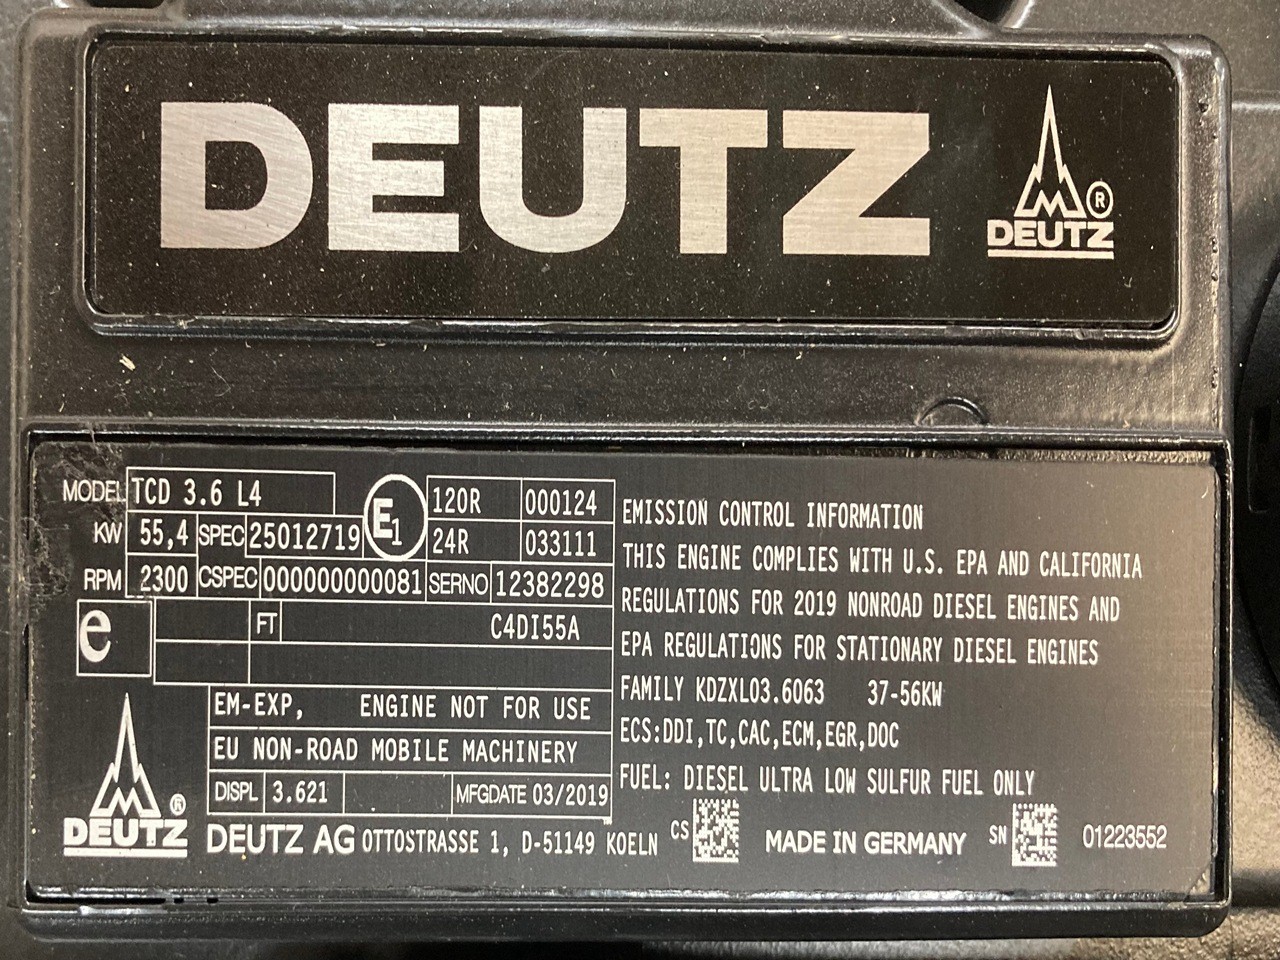 DEUTZ
®
DEUTZ
MODEL TCD 3.6 L4 E1 120R 000124
KW 55,4 SPEC 25012719 24R 033111
RPM 2300 CSPEC 000000000081 SERNO 12382298
e FT C4DI55A
EM-EXP, ENGINE NOT FOR USE
EU NON-ROAD MOBILE MACHINERY
DISPL 3.621 MFGDATE 03/2019
EMISSION CONTROL INFORMATION
THIS ENGINE COMPLIES WITH U.S. EPA AND CALIFORNIA
REGULATIONS FOR 2019 NONROAD DIESEL ENGINES AND
EPA REGULATIONS FOR STATIONARY DIESEL ENGINES
FAMILY KDZXL03.6063 37-56KW
ECS:DDI,TC,CAC,ECM,EGR,DOC
FUEL: DIESEL ULTRA LOW SULFUR FUEL ONLY
®
DEUTZ
DEUTZ AG OTTOSTRASSE 1, D-51149 KOELN CS MADE IN GERMANY SN 01223552